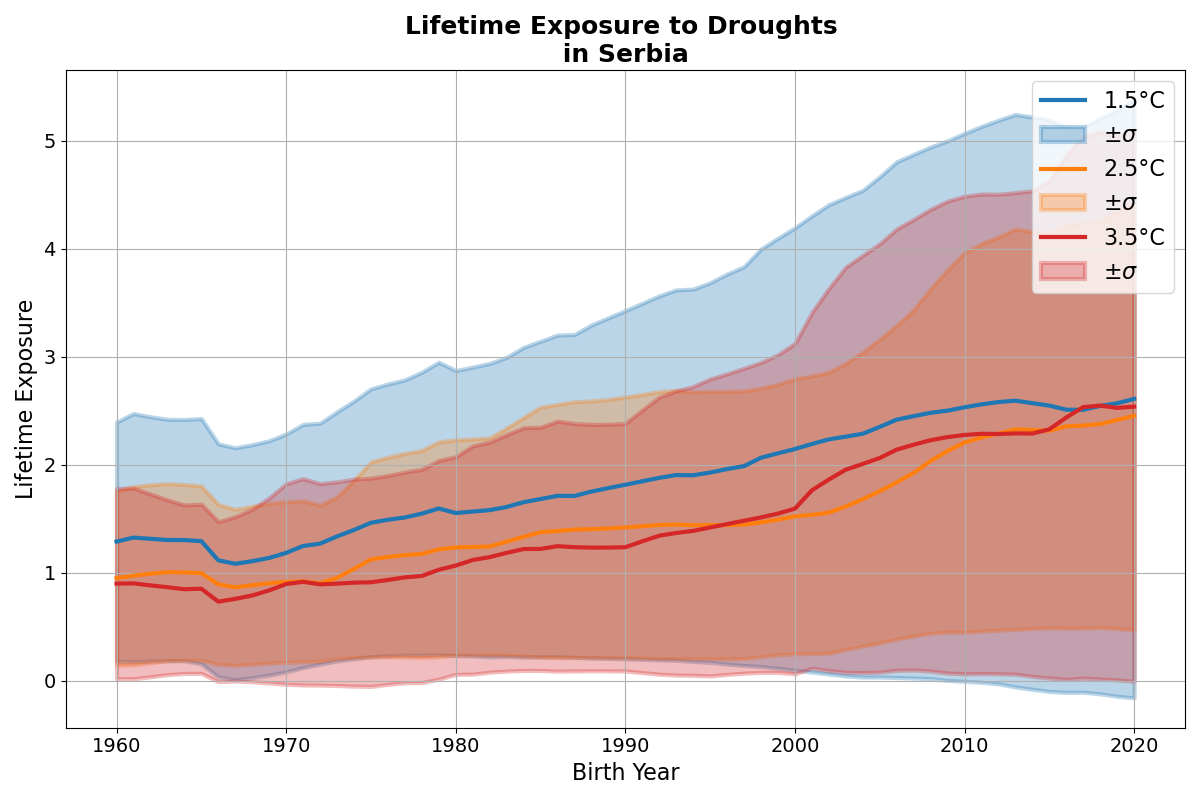 Lifetime Exposure to Droughts
in Serbia
Lifetime Exposure
5
4
3
2
1
0
1.5°C
±σ
2.5°C
±σ
3.5°C
±σ
1960 1970 1980 1990 2000 2010 2020
Birth Year